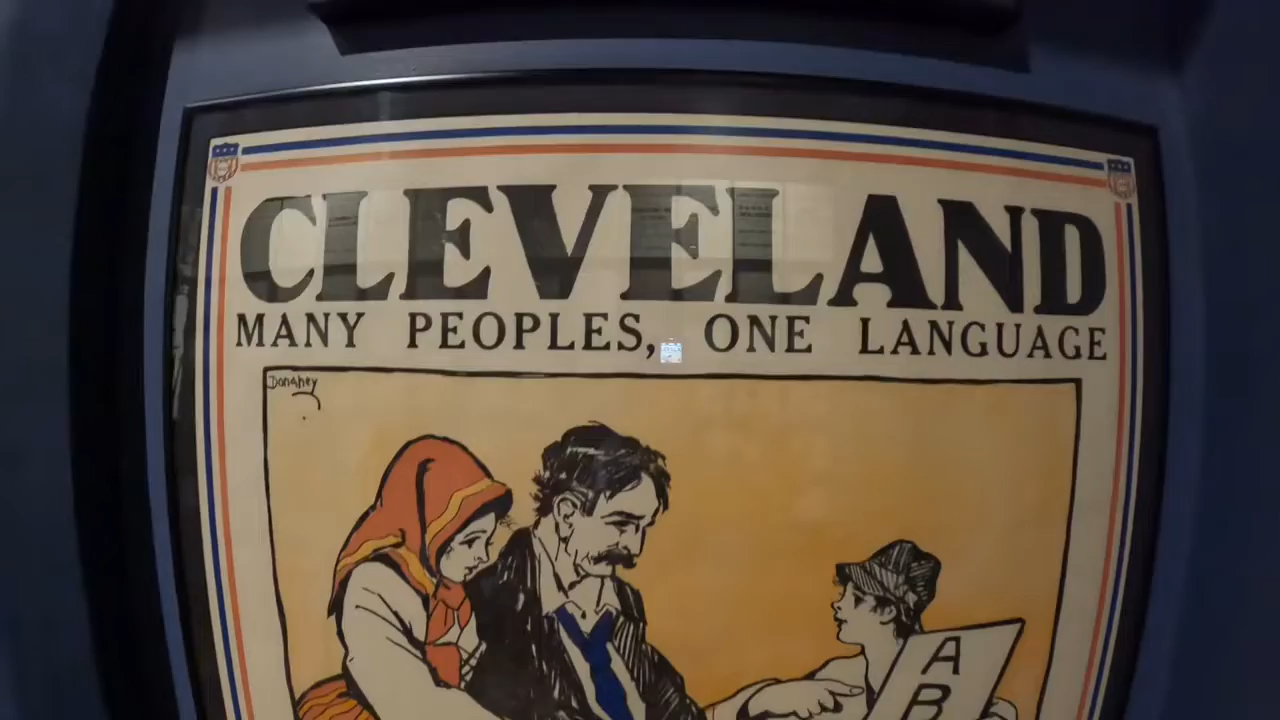 CLEVELAND
MANY PEOPLES, ONE LANGUAGE
Donahey
A
B